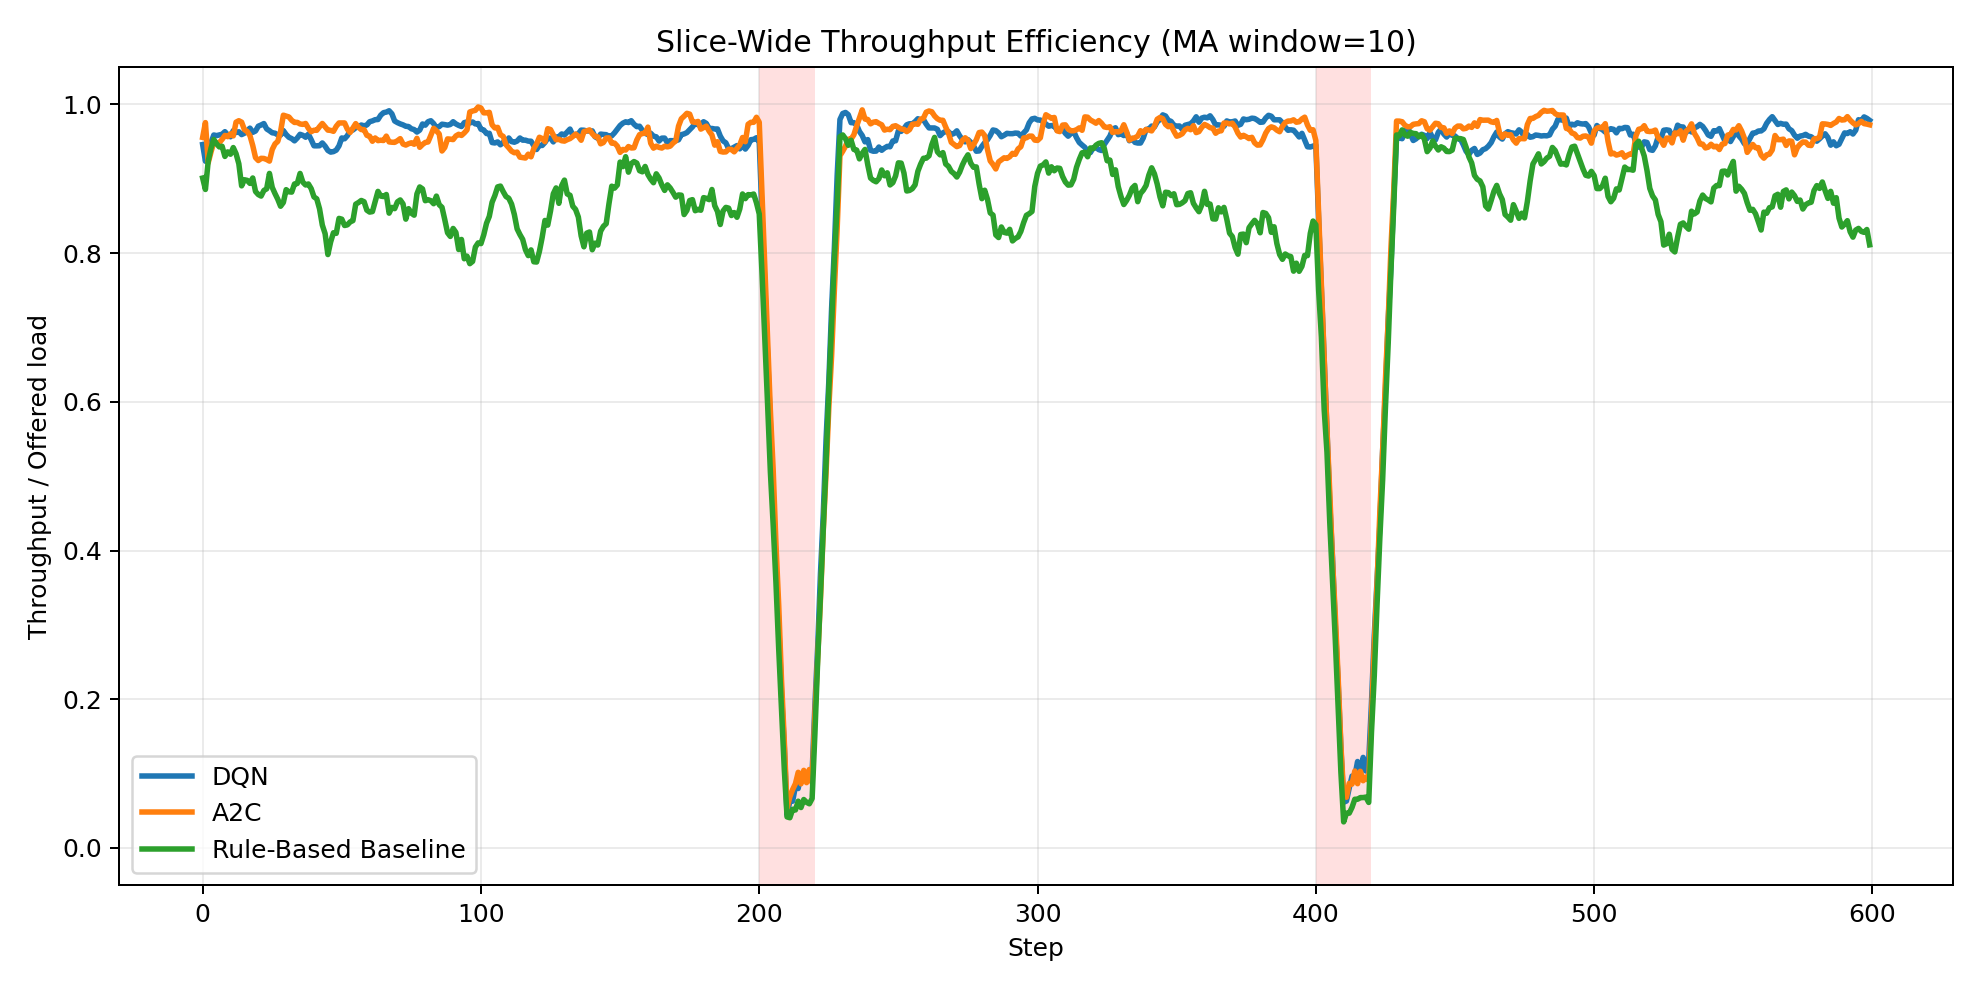 Slice-Wide Throughput Efficiency (MA window=10)
Throughput / Offered load
1.0
0.8
0.6
0.4
0.2
0.0
DQN
A2C
Rule-Based Baseline
0 100 200 300 400 500 600
Step